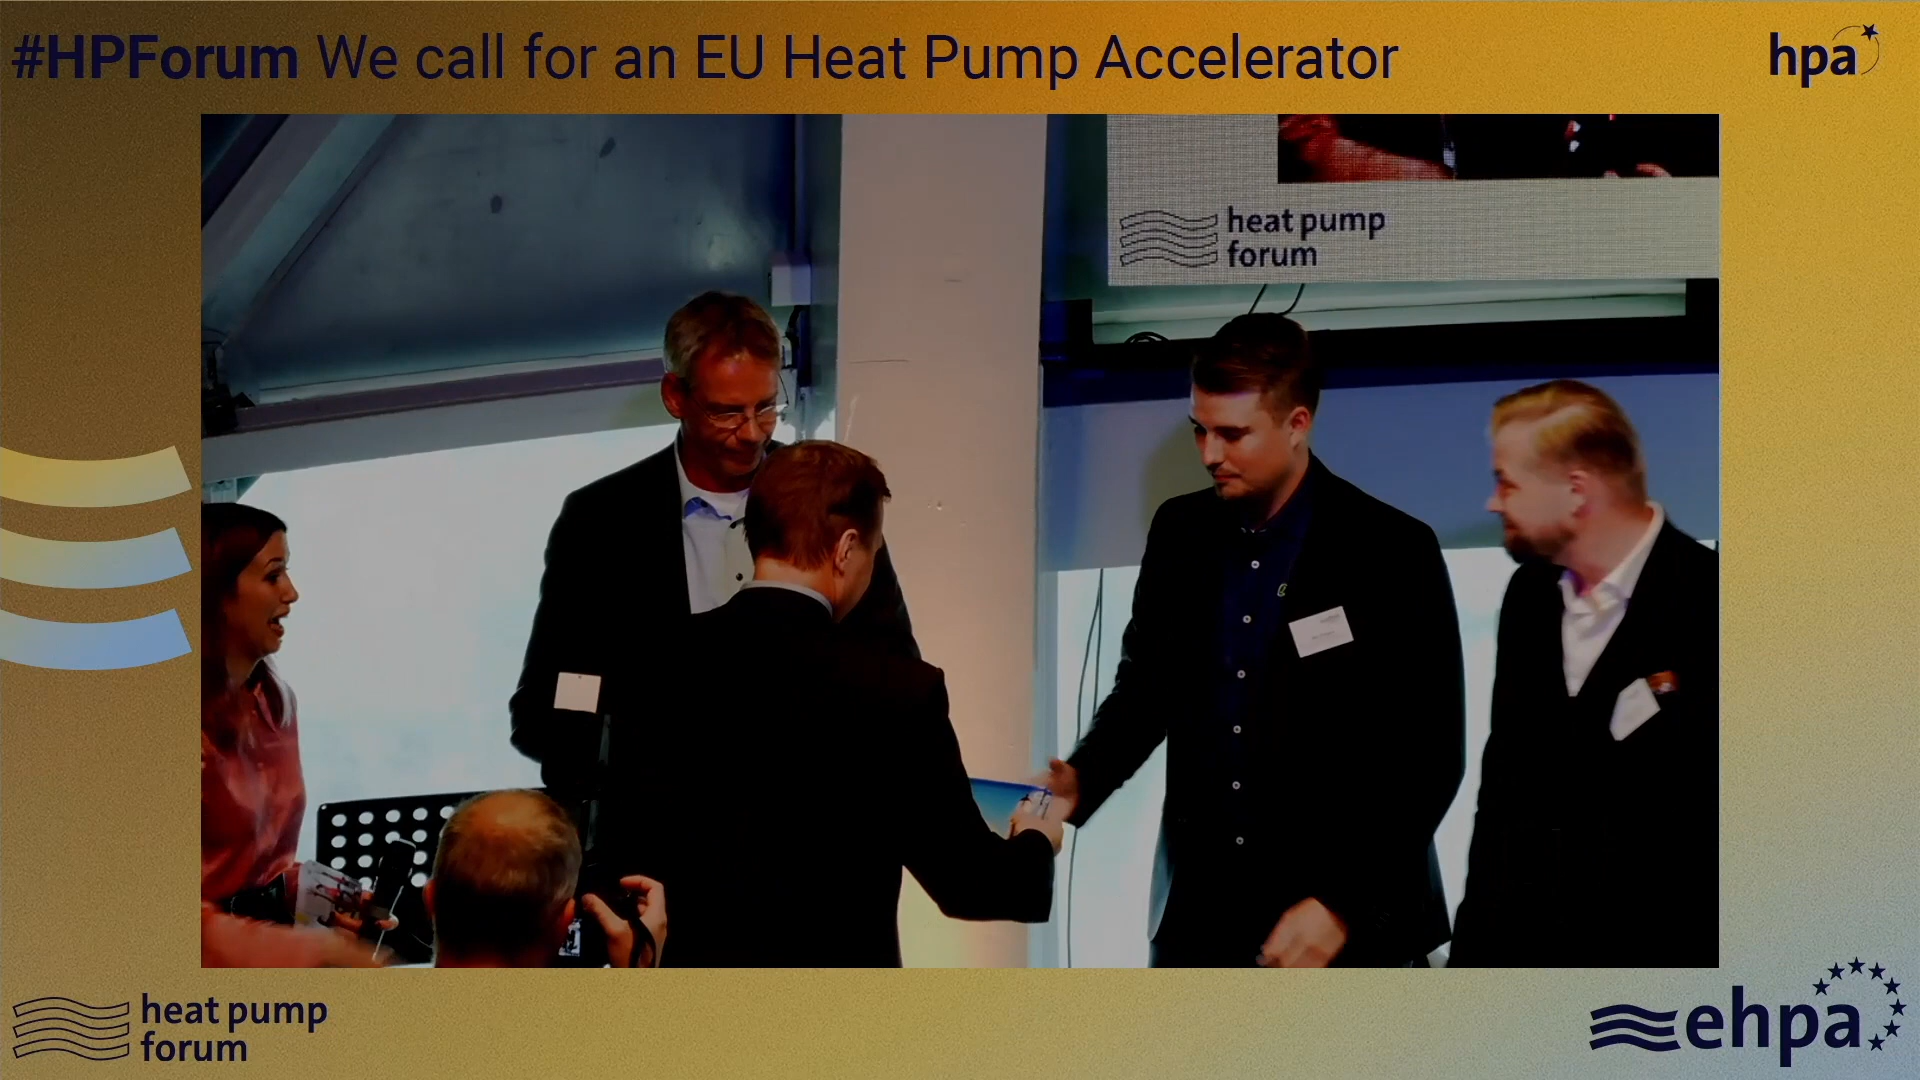 #HPForum We call for an EU Heat Pump Accelerator
hpa
heat pump
forum
heat pump
forum
ehpa